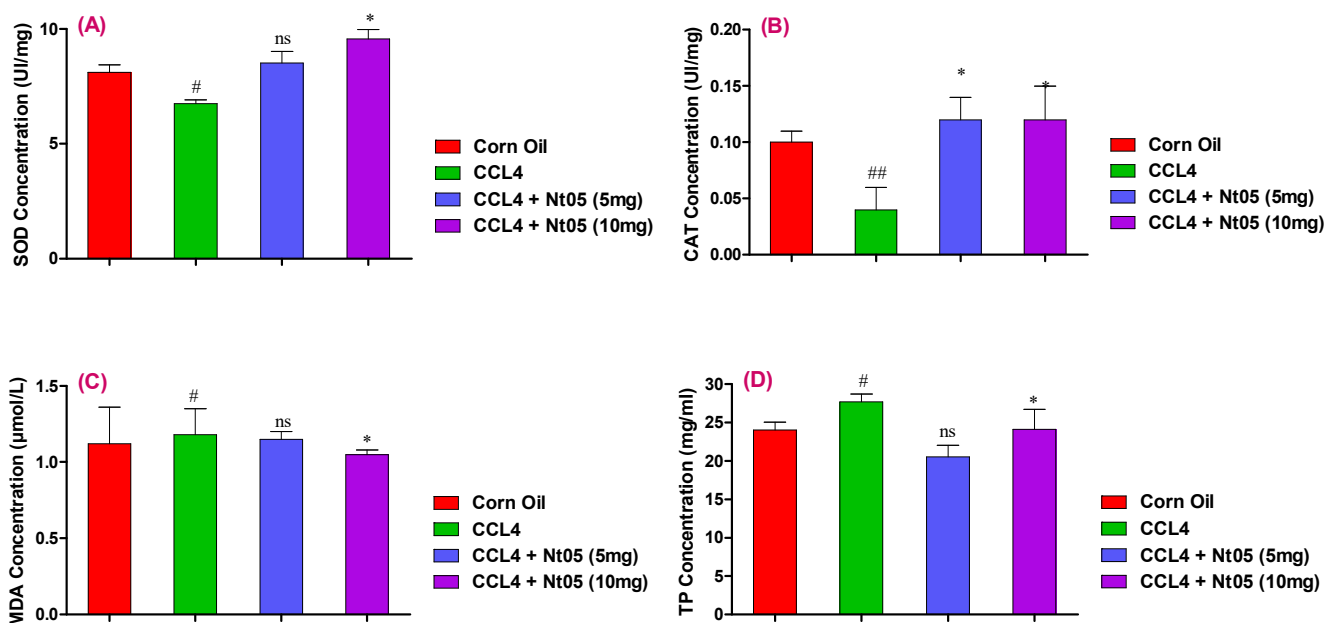 (A)
SOD Concentration (UI/mg)
10
5
0
#
ns
*
Corn Oil
CCL4
CCL4 + Nt05 (5mg)
CCL4 + Nt05 (10mg)
(B)
CAT Concentration (UI/mg)
0.20
0.15
0.10
0.05
0.00
##
*
*
Corn Oil
CCL4
CCL4 + Nt05 (5mg)
CCL4 + Nt05 (10mg)
(C)
MDA Concentration (µmol/L)
1.5
1.0
0.5
0.0
#
ns
*
Corn Oil
CCL4
CCL4 + Nt05 (5mg)
CCL4 + Nt05 (10mg)
(D)
TP Concentration (mg/ml)
30
25
20
15
10
5
0
#
ns
*
Corn Oil
CCL4
CCL4 + Nt05 (5mg)
CCL4 + Nt05 (10mg)